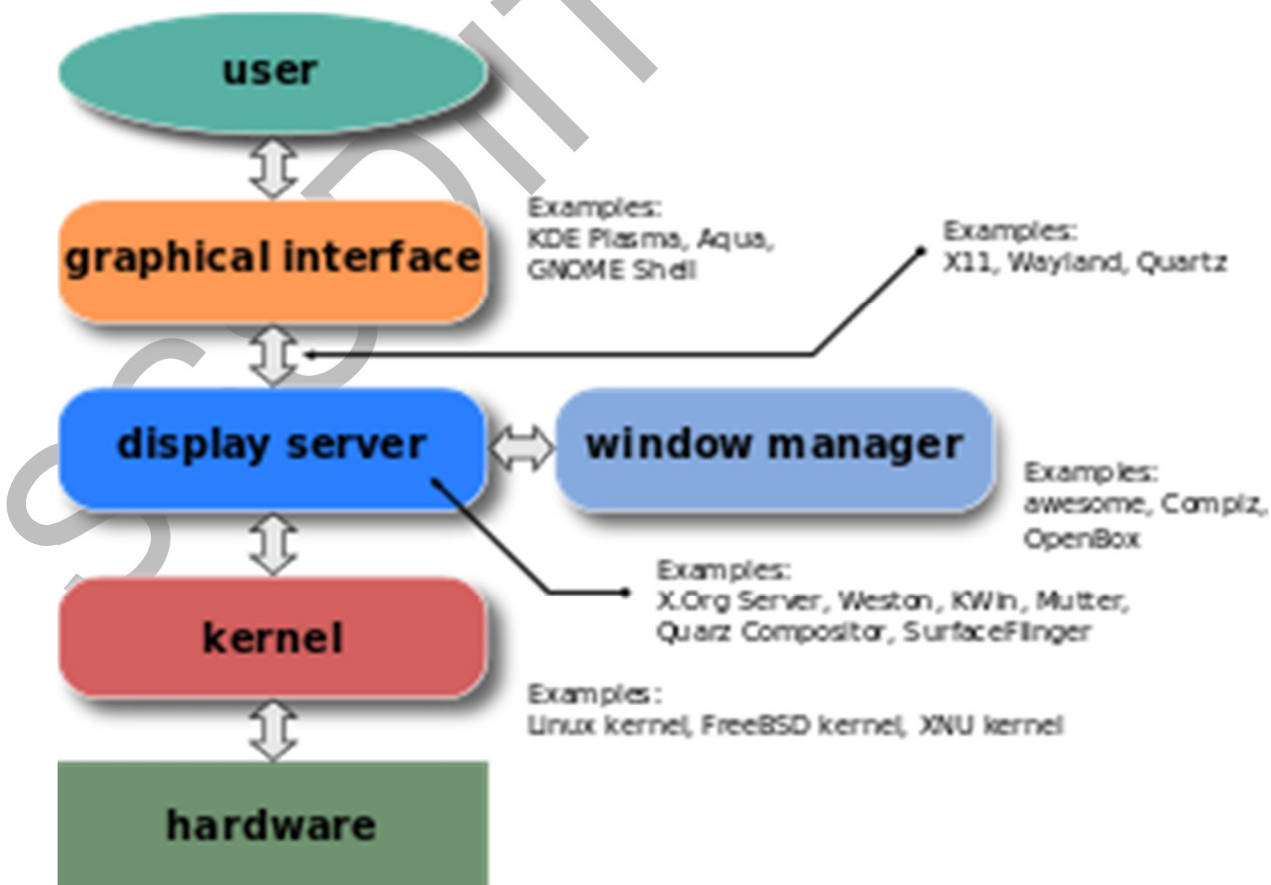 user
graphical interface
Examples:
KDE Plasma, Aqua,
GNOME Shell
Examples:
X11, Wayland, Quartz
display server
window manager
Examples:
awesome, Compiz,
OpenBox
Examples:
X.Org Server, Weston, KWin, Mutter,
Quarz Compositor, SurfaceFlinger
kernel
Examples:
Linux kernel, FreeBSD kernel, XNU kernel
hardware